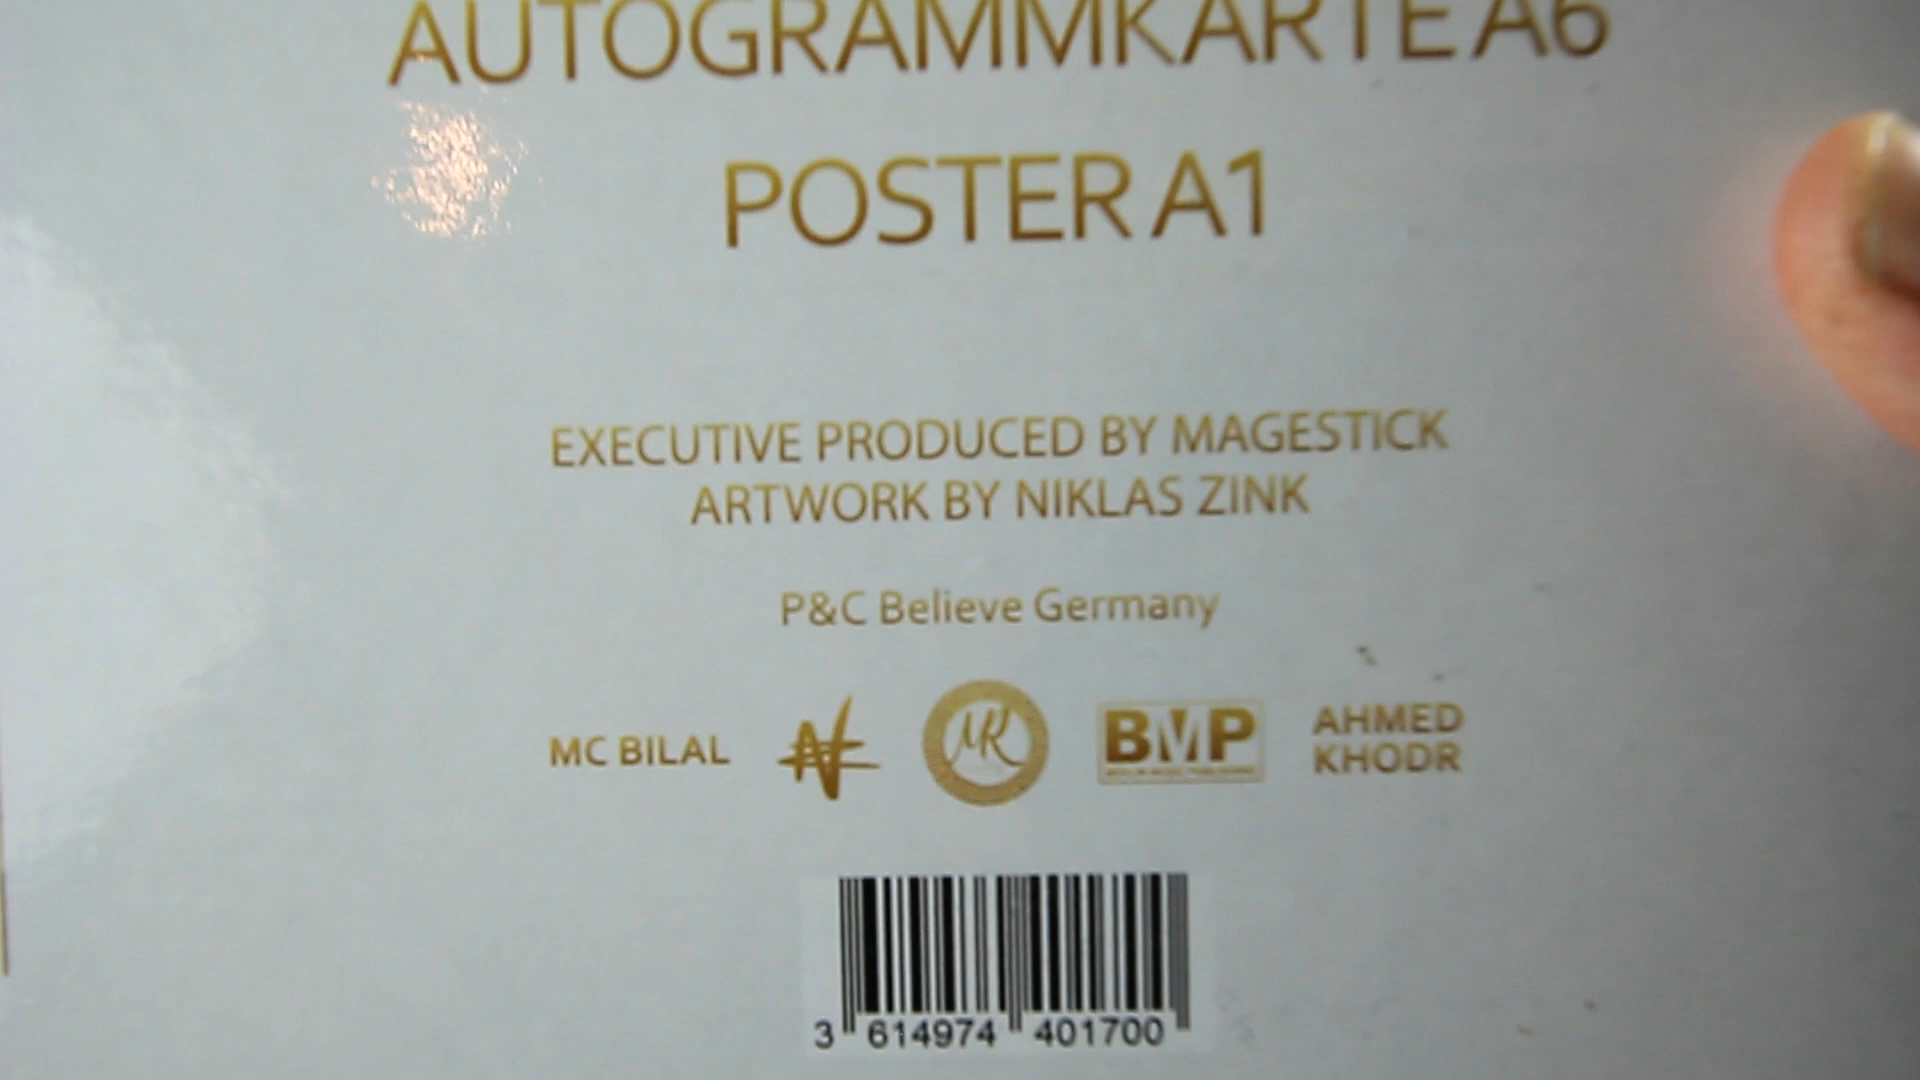 AUTOGRAMMKARTE A6
POSTER A1
EXECUTIVE PRODUCED BY MAGESTICK
ARTWORK BY NIKLAS ZINK
P&C Believe Germany
MC BILAL
MK
BMP
AHMED
KHODR
3 614974 401700